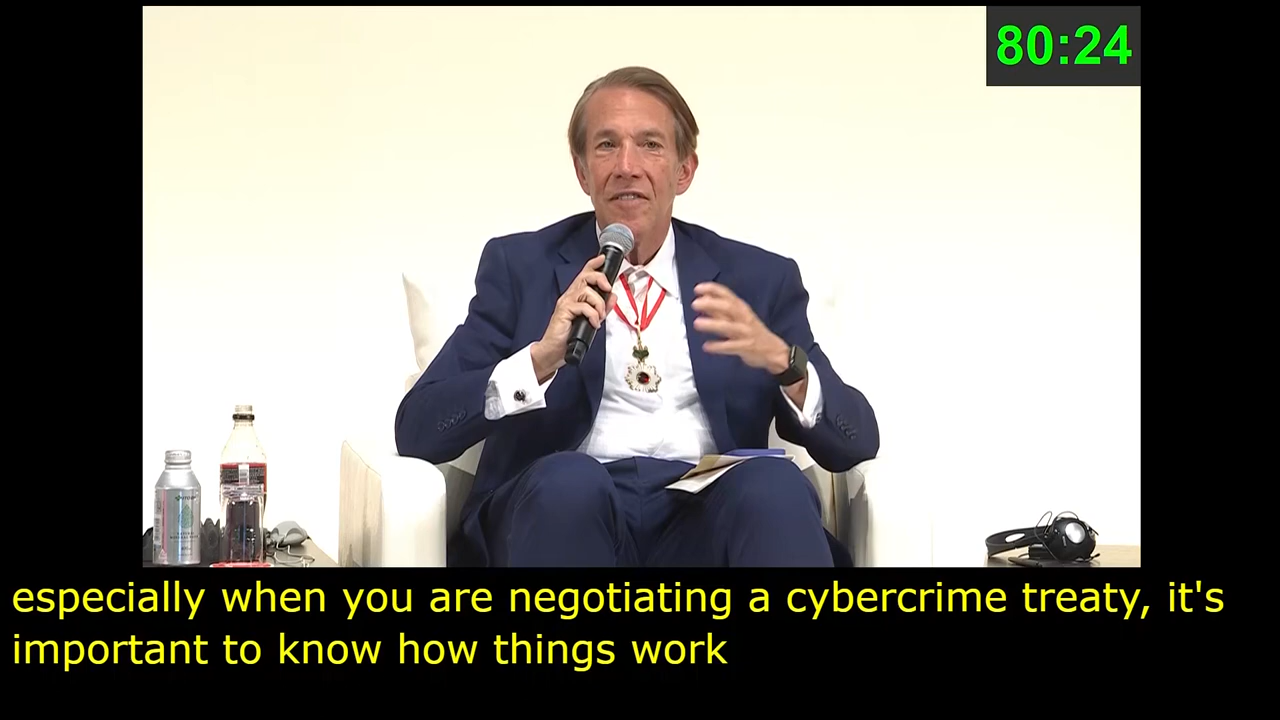 80:24
especially when you are negotiating a cybercrime treaty, it's
important to know how things work